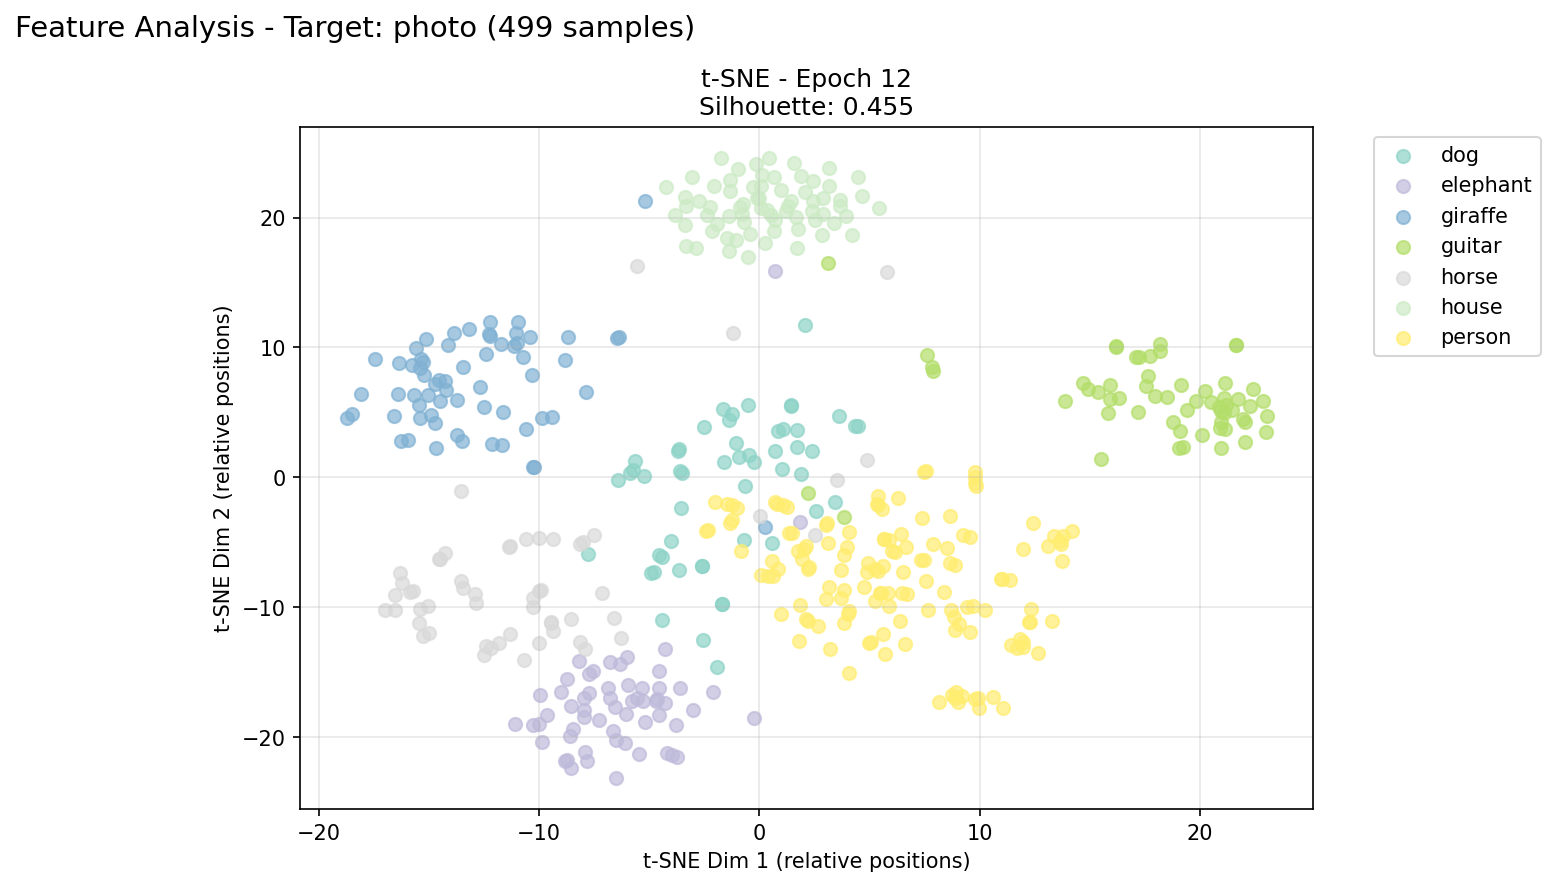 Feature Analysis - Target: photo (499 samples)
t-SNE - Epoch 12
Silhouette: 0.455
dog
elephant
giraffe
guitar
horse
house
person
20
10
0
−10
−20
t-SNE Dim 2 (relative positions)
−20
−10
0
10
20
t-SNE Dim 1 (relative positions)